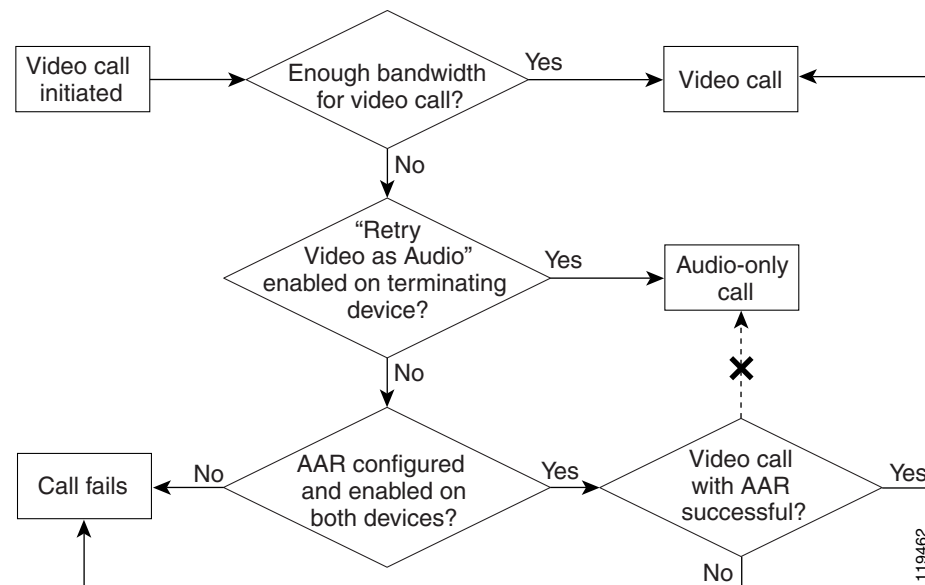 Video call
initiated
Enough bandwidth
for video call?
Yes
Video call
No
“Retry
Video as Audio”
enabled on terminating
device?
Yes
Audio-only
call
No
Call fails
No
AAR configured
and enabled on
both devices?
Yes
Video call
with AAR
successful?
Yes
No
119462